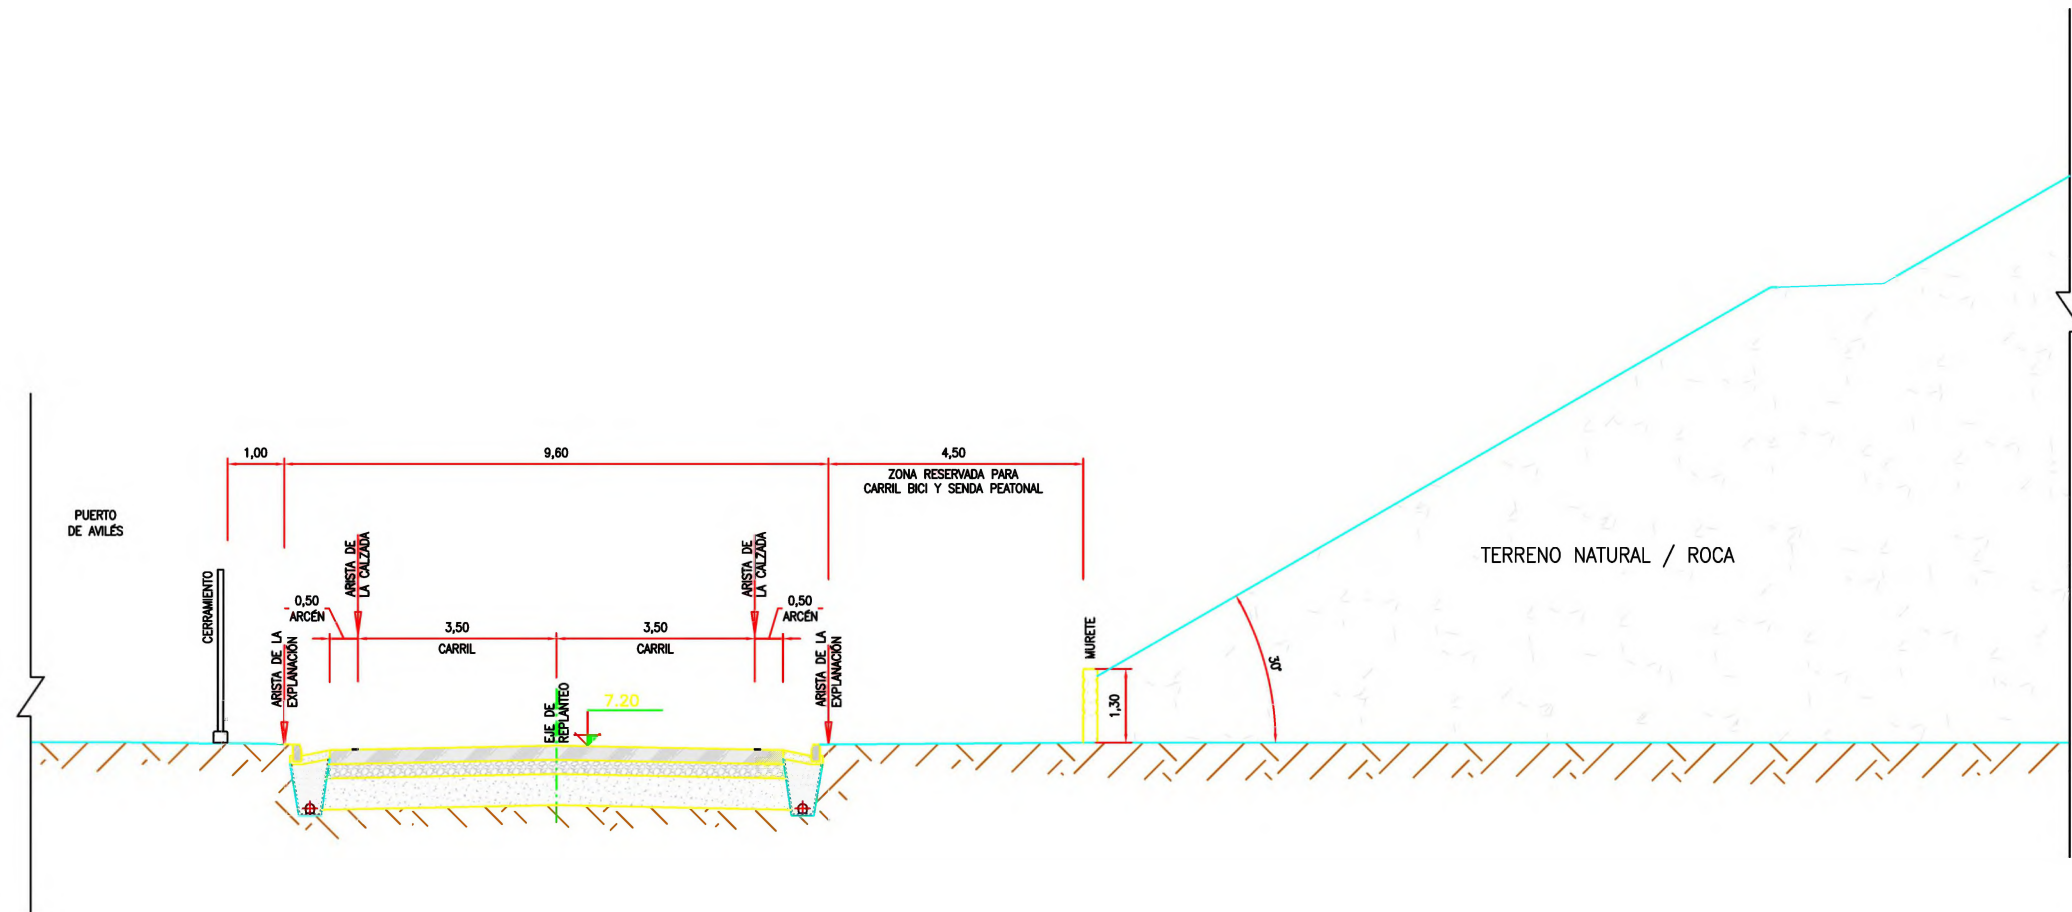 1,00
9,60
4,50
ZONA RESERVADA PARA
CARRIL BICI Y SENDA PEATONAL
PUERTO
DE AVILÉS
CERRAMIENTO
ARISTA DE LA
EXPLANACIÓN
0,50
ARCÉN
ARISTA DE
LA CALZADA
3,50
CARRIL
EJE DE
REPLANTEO
7.20
3,50
CARRIL
ARISTA DE
LA CALZADA
0,50
ARCÉN
ARISTA DE LA
EXPLANACIÓN
MURETE
1,30
30°
TERRENO NATURAL / ROCA